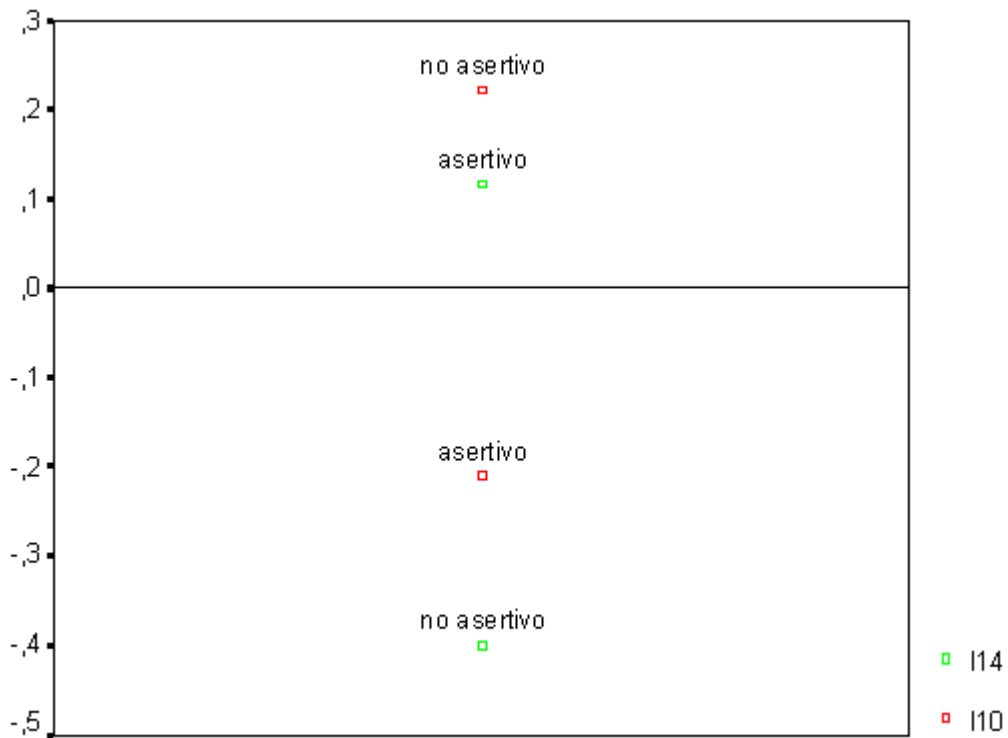 ,3
no asertivo
,2
asertivo
,1
,0
-,1
asertivo
-,2
-,3
no asertivo
-,4
-,5
I14
I10